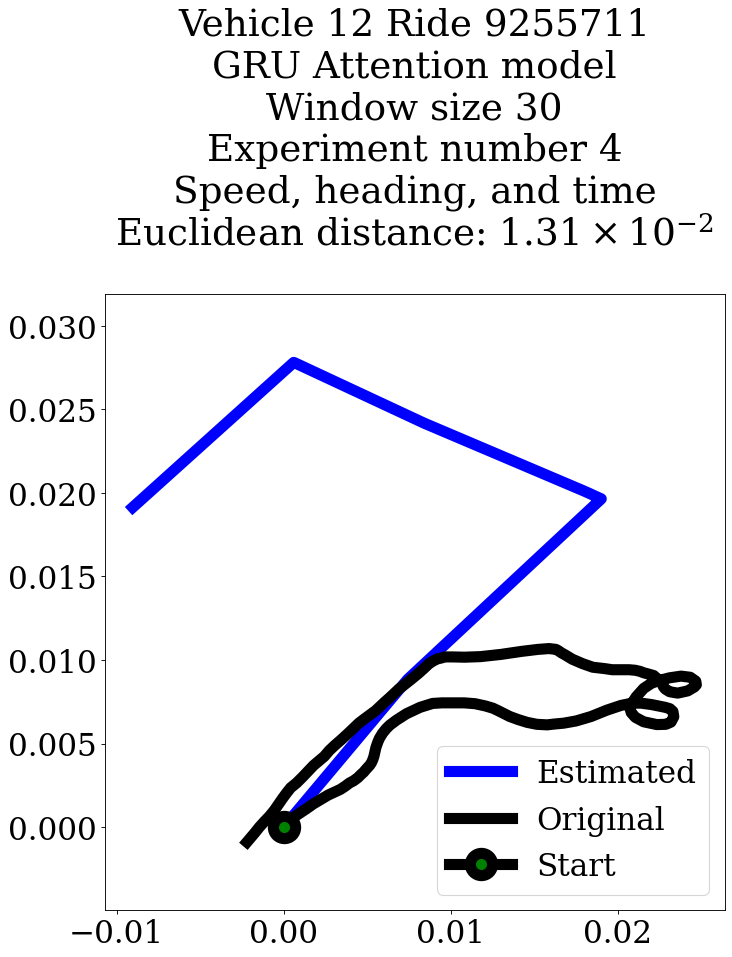 Vehicle 12 Ride 9255711
GRU Attention model
Window size 30
Experiment number 4
Speed, heading, and time
Euclidean distance: 1.31 × 10⁻²
0.030
0.025
0.020
0.015
0.010
0.005
0.000
Estimated
Original
Start
−0.01 0.00 0.01 0.02